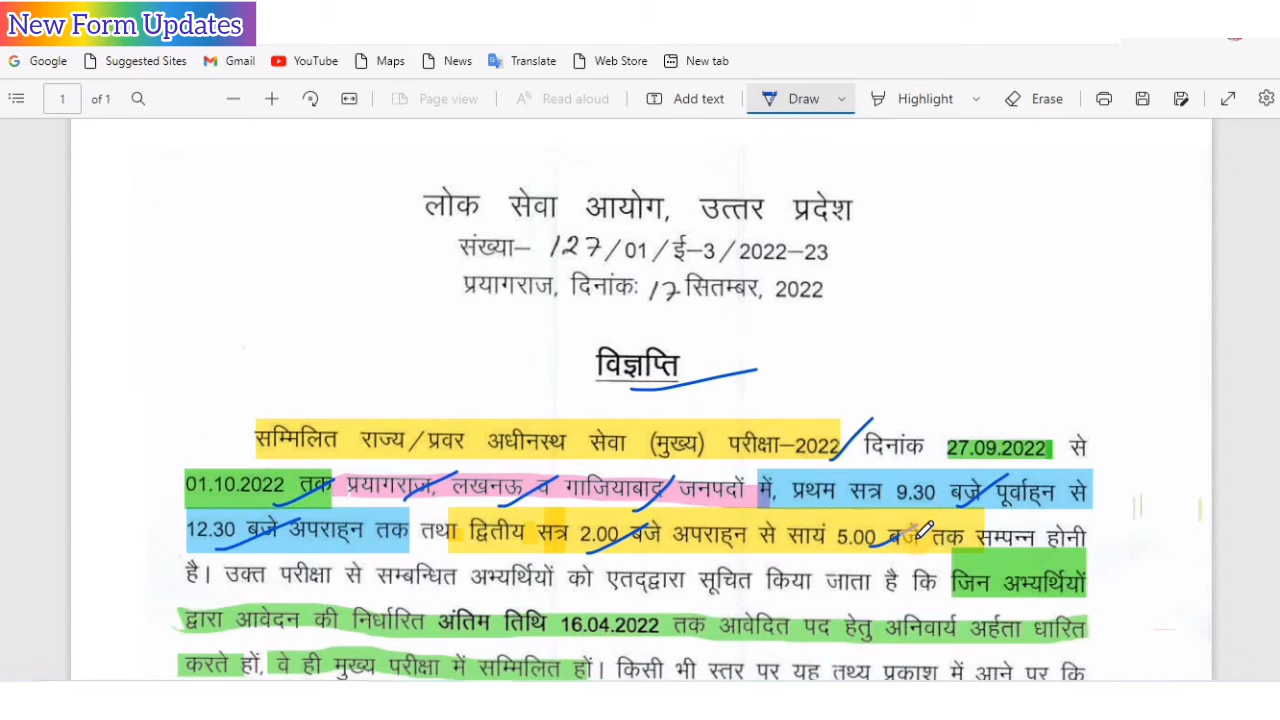 New Form Updates
Google Suggested Sites Gmail YouTube Maps News Translate Web Store New tab
1 of 1 Page view Read aloud Add text Draw Highlight Erase
लोक सेवा आयोग, उत्तर प्रदेश
संख्या– 127/01/ई–3/2022–23
प्रयागराज, दिनांकः 17 सितम्बर, 2022
विज्ञप्ति
सम्मिलित राज्य/प्रवर अधीनस्थ सेवा (मुख्य) परीक्षा–2022 दिनांक 27.09.2022 से
01.10.2022 तक प्रयागराज, लखनऊ व गाजियाबाद जनपदों में, प्रथम सत्र 9.30 बजे पूर्वाह्न से
12.30 बजे अपराह्न तक तथा द्वितीय सत्र 2.00 बजे अपराह्न से सायं 5.00 बजे तक सम्पन्न होनी
है। उक्त परीक्षा से सम्बन्धित अभ्यर्थियों को एतद्द्वारा सूचित किया जाता है कि जिन अभ्यर्थियों
द्वारा आवेदन की निर्धारित अंतिम तिथि 16.04.2022 तक आवेदित पद हेतु अनिवार्य अर्हता धारित
करते हों, वे ही मुख्य परीक्षा में सम्मिलित हों। किसी भी स्तर पर यह तथ्य प्रकाश में आने पर कि